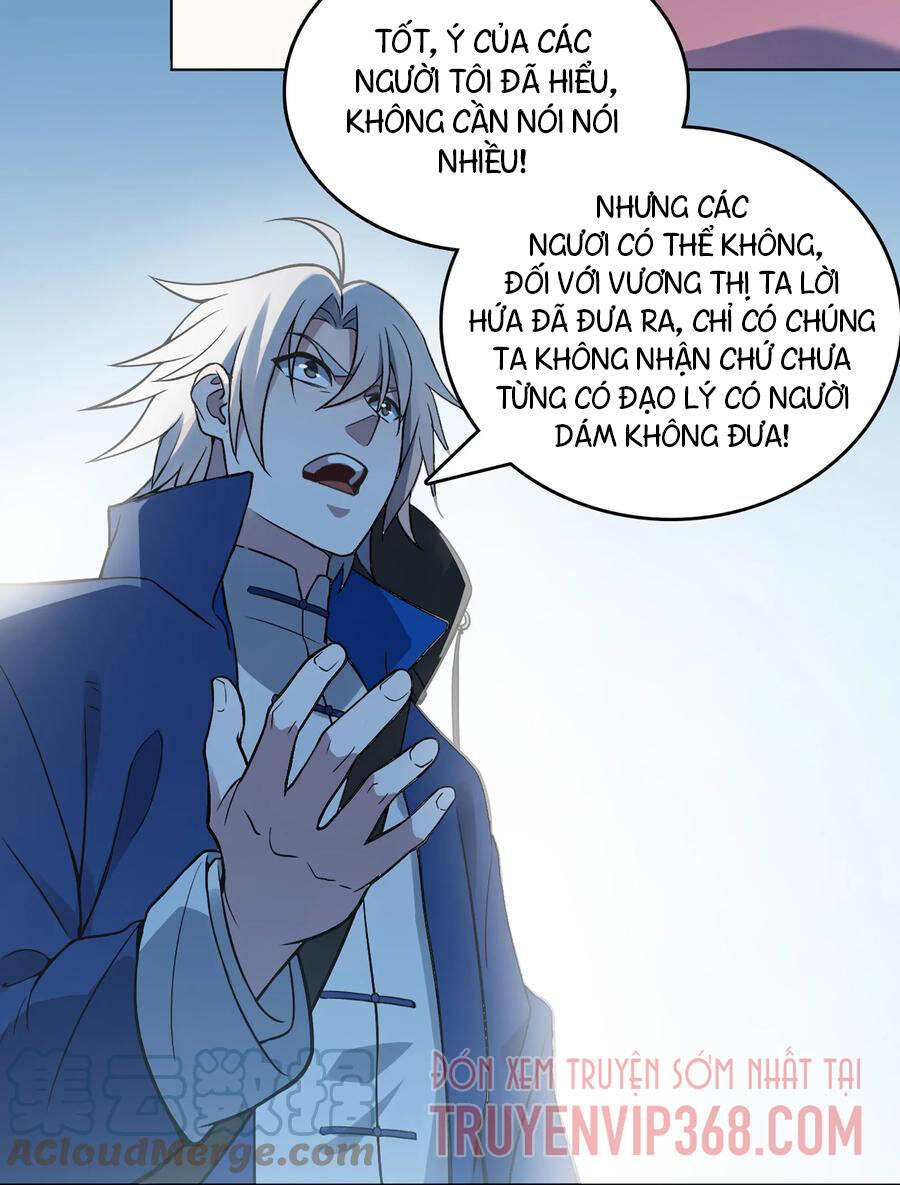 TỐT, Ý CỦA CÁC
NGƯỜI TÔI ĐÃ HIỂU,
KHÔNG CẦN NÓI NÓI
NHIỀU!
NHƯNG CÁC
NGƯƠI CÓ THỂ KHÔNG,
ĐỐI VỚI VƯƠNG THỊ TA LỜI
HỨA ĐÃ ĐƯA RA, CHỈ CÓ CHÚNG
TA KHÔNG NHẬN CHỨ CHƯA
TỪNG CÓ ĐẠO LÝ CÓ NGƯỜI
DÁM KHÔNG ĐƯA!
ĐÓN XEM TRUYỆN SỚM NHẤT TẠI
TRUYENVIP368.COM
集云数据
AcloudMerge.com